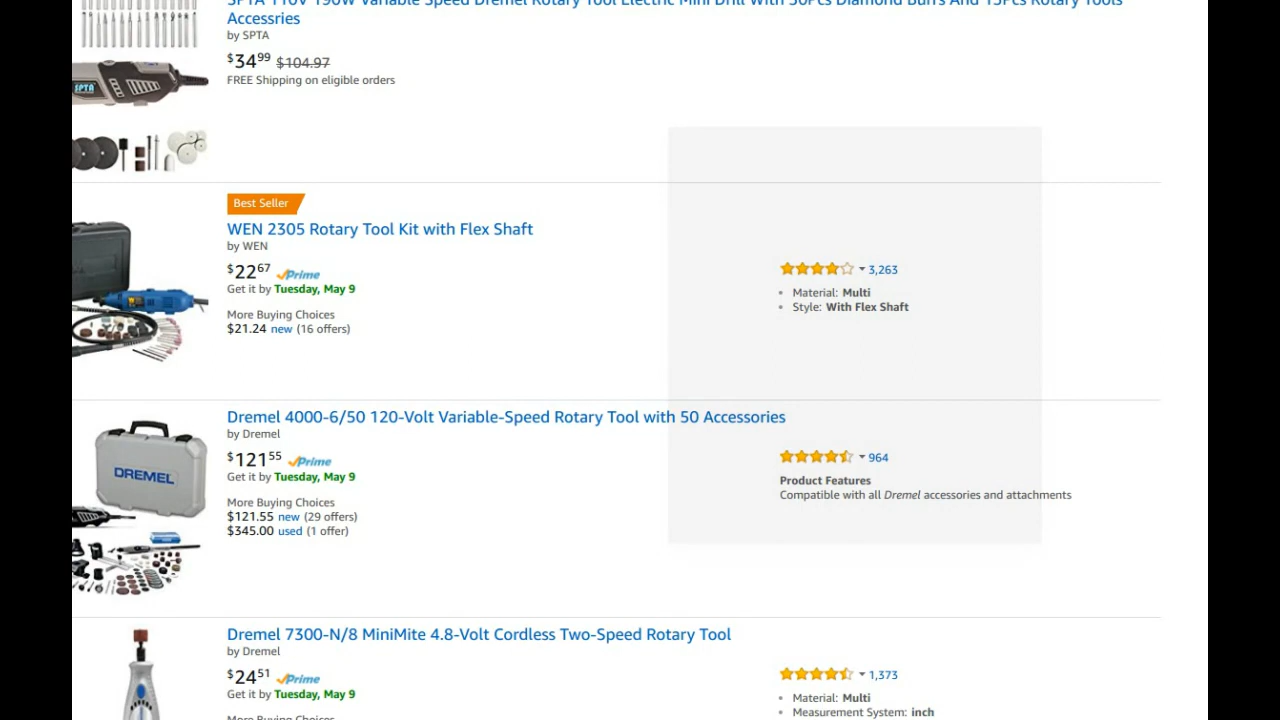 SPTA 110V 190W Variable Speed Dremel Rotary Tool Electric Mini Drill With 30Pcs Diamond Burrs And 15Pcs Rotary Tools
Accessries
by SPTA
$34.99 $104.97
FREE Shipping on eligible orders
SPTA
Best Seller
WEN 2305 Rotary Tool Kit with Flex Shaft
by WEN
$22.67 Prime
Get it by Tuesday, May 9
More Buying Choices
$21.24 new (16 offers)
3,263
Material: Multi
Style: With Flex Shaft
Dremel 4000-6/50 120-Volt Variable-Speed Rotary Tool with 50 Accessories
by Dremel
$121.55 Prime
Get it by Tuesday, May 9
More Buying Choices
$121.55 new (29 offers)
$345.00 used (1 offer)
964
Product Features
Compatible with all Dremel accessories and attachments
DREMEL
Dremel 7300-N/8 MiniMite 4.8-Volt Cordless Two-Speed Rotary Tool
by Dremel
$24.51 Prime
Get it by Tuesday, May 9
More Buying Choices
1,373
Material: Multi
Measurement System: inch